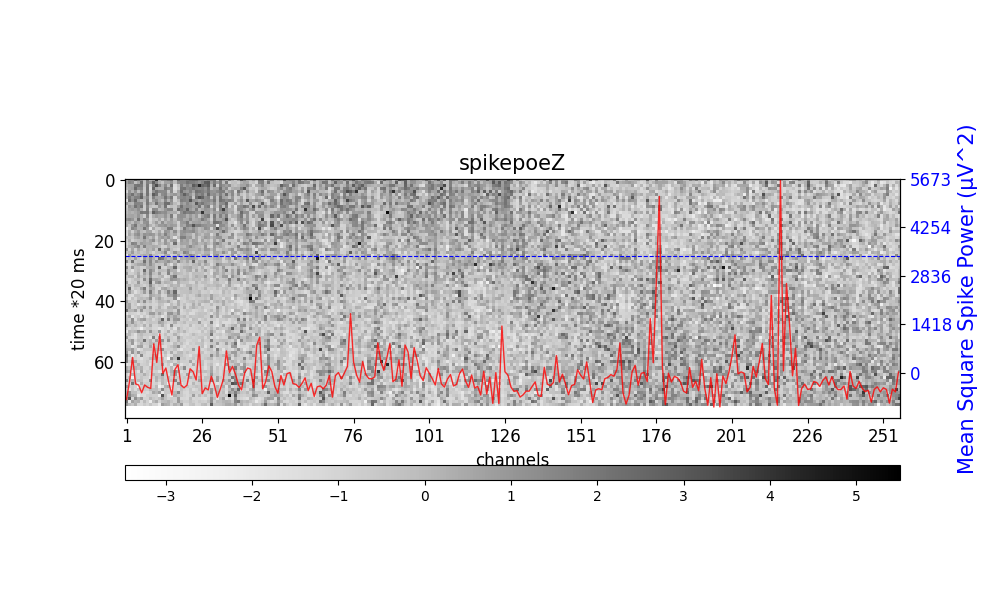 spikepoeZ
0
20
40
60
time *20 ms
5673
4254
2836
1418
0
Mean Square Spike Power (µV^2)
1 26 51 76 101 126 151 176 201 226 251
channels
−3 −2 −1 0 1 2 3 4 5